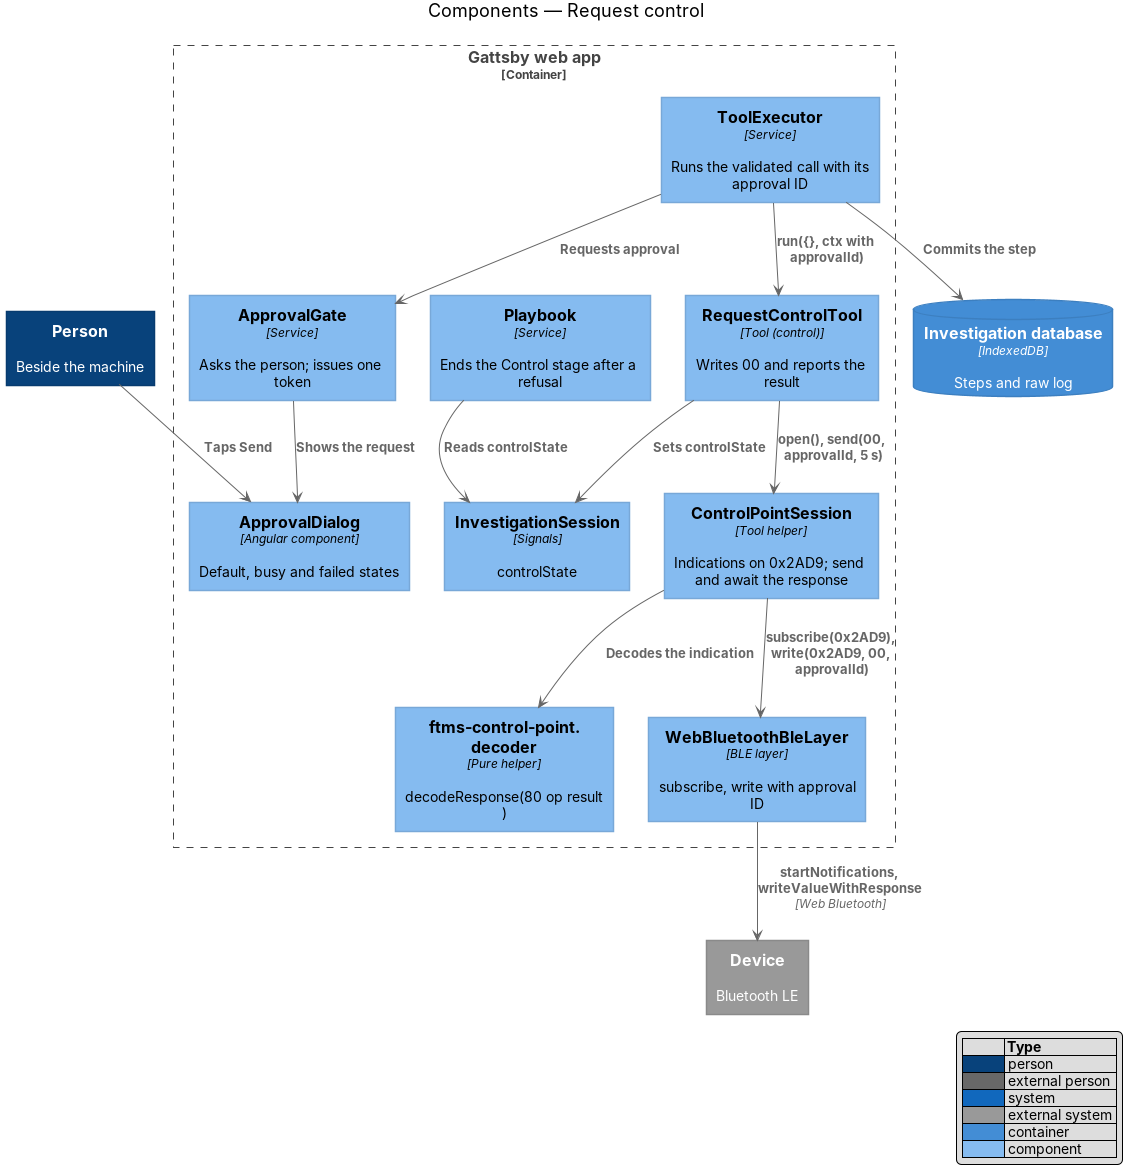 Components — Request control
Gattsby web app
[Container]
ToolExecutor
[Service]
Runs the validated call with its
approval ID
Requests approval
run({}, ctx with
approvalId)
Commits the step
Person
Beside the machine
ApprovalGate
[Service]
Asks the person; issues one
token
Playbook
[Service]
Ends the Control stage after a
refusal
RequestControlTool
[Tool (control)]
Writes 00 and reports the
result
Investigation database
[IndexedDB]
Steps and raw log
Taps Send
Shows the request
Reads controlState
Sets controlState
open(), send(00,
approvalId, 5 s)
ApprovalDialog
[Angular component]
Default, busy and failed states
InvestigationSession
[Signals]
controlState
ControlPointSession
[Tool helper]
Indications on 0x2AD9; send
and await the response
Decodes the indication
subscribe(0x2AD9),
write(0x2AD9, 00,
approvalId)
ftms-control-point.
decoder
[Pure helper]
decodeResponse(80 op result
)
WebBluetoothBleLayer
[BLE layer]
subscribe, write with approval
ID
startNotifications,
writeValueWithResponse
[Web Bluetooth]
Device
Bluetooth LE
Type
person
external person
system
external system
container
component